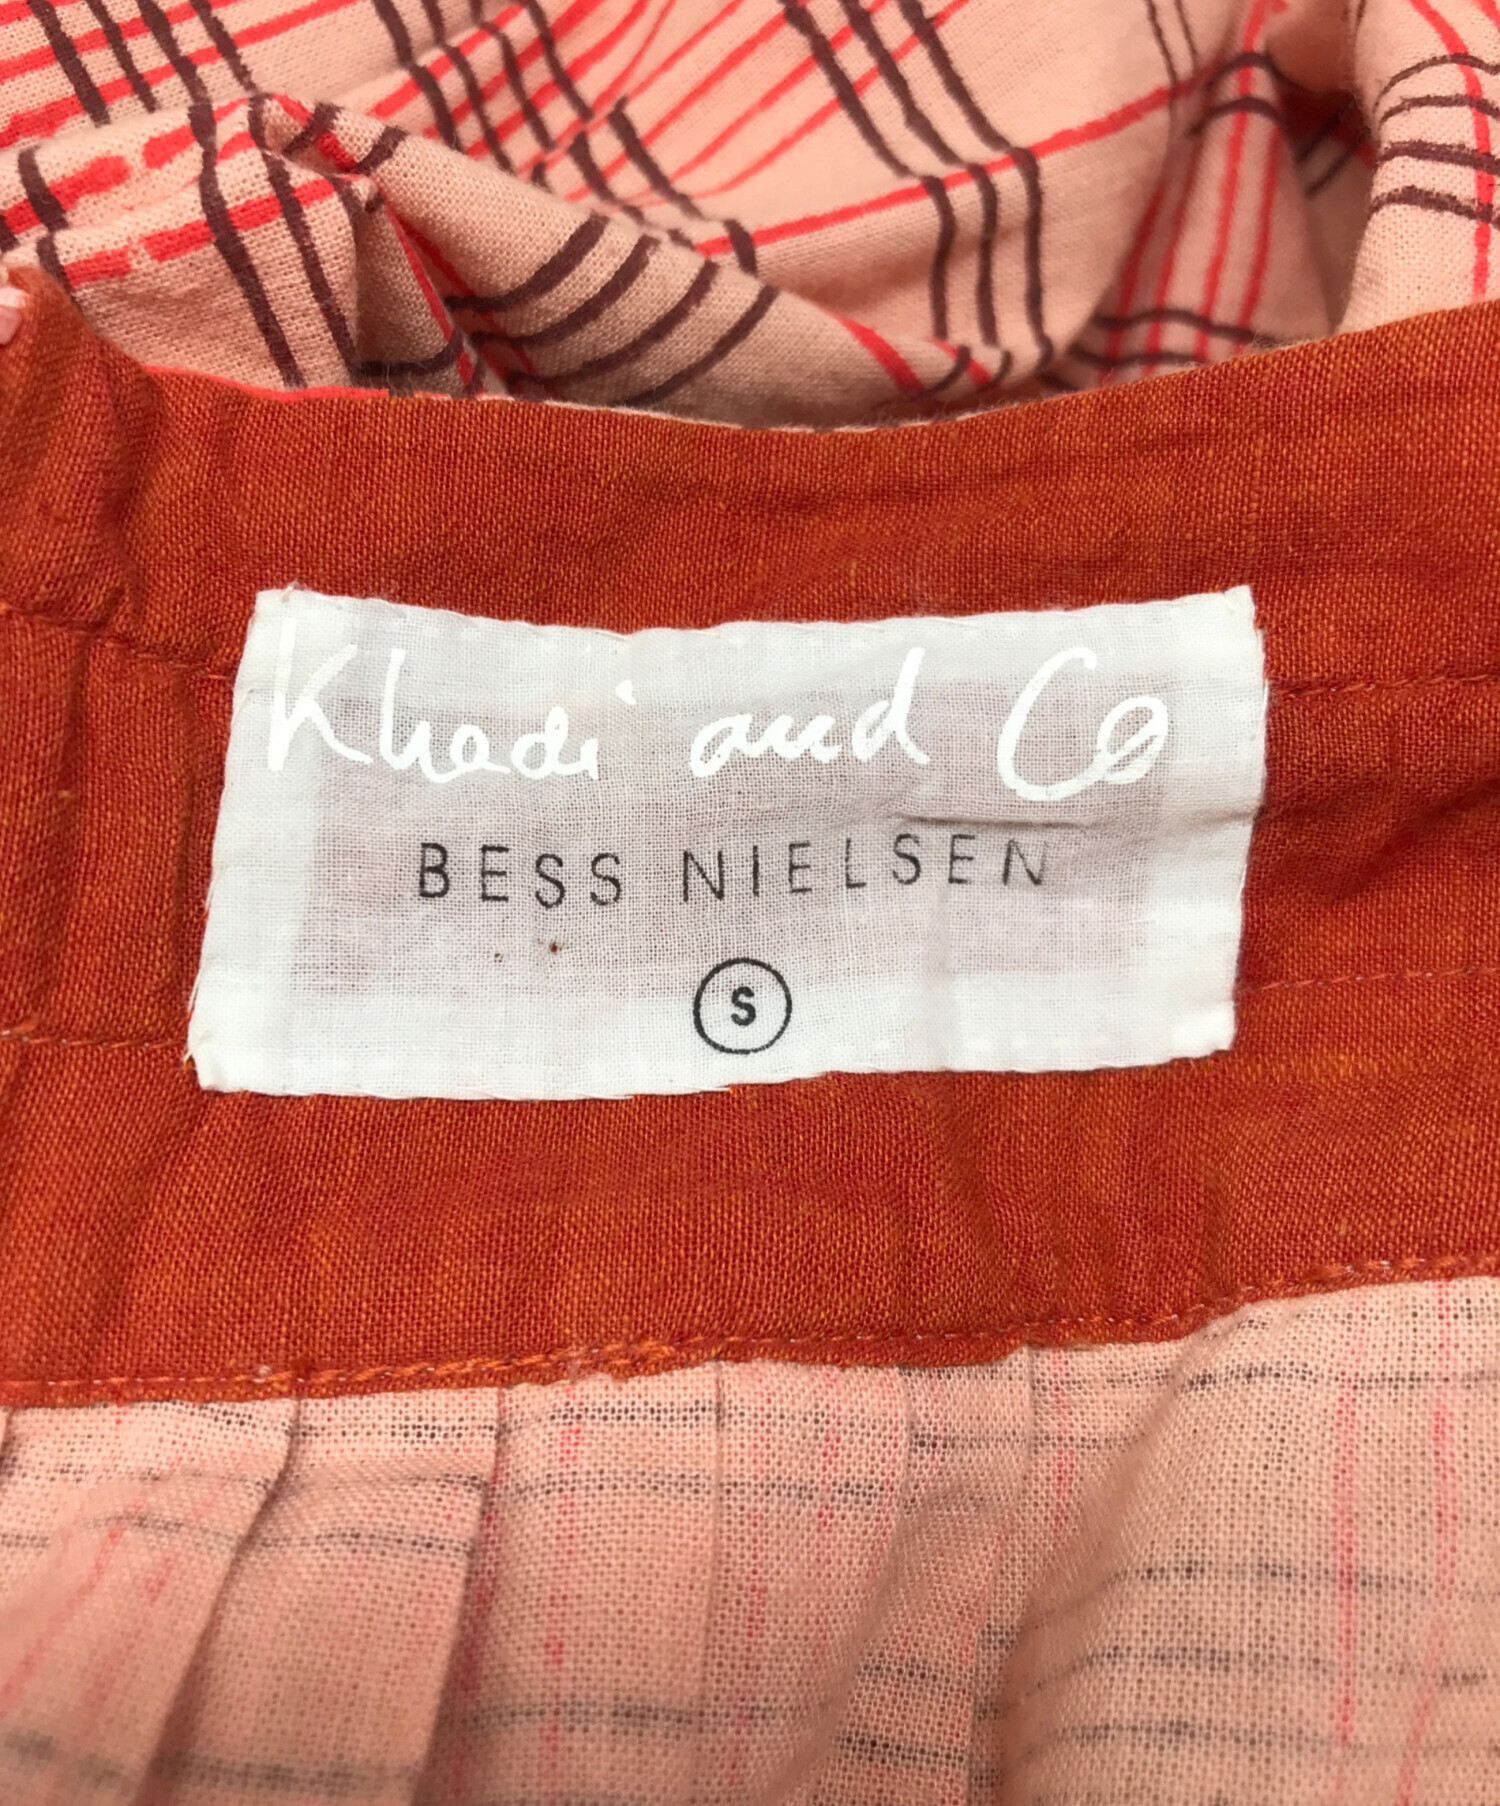 Khadi and Co
BESS NIELSEN
S